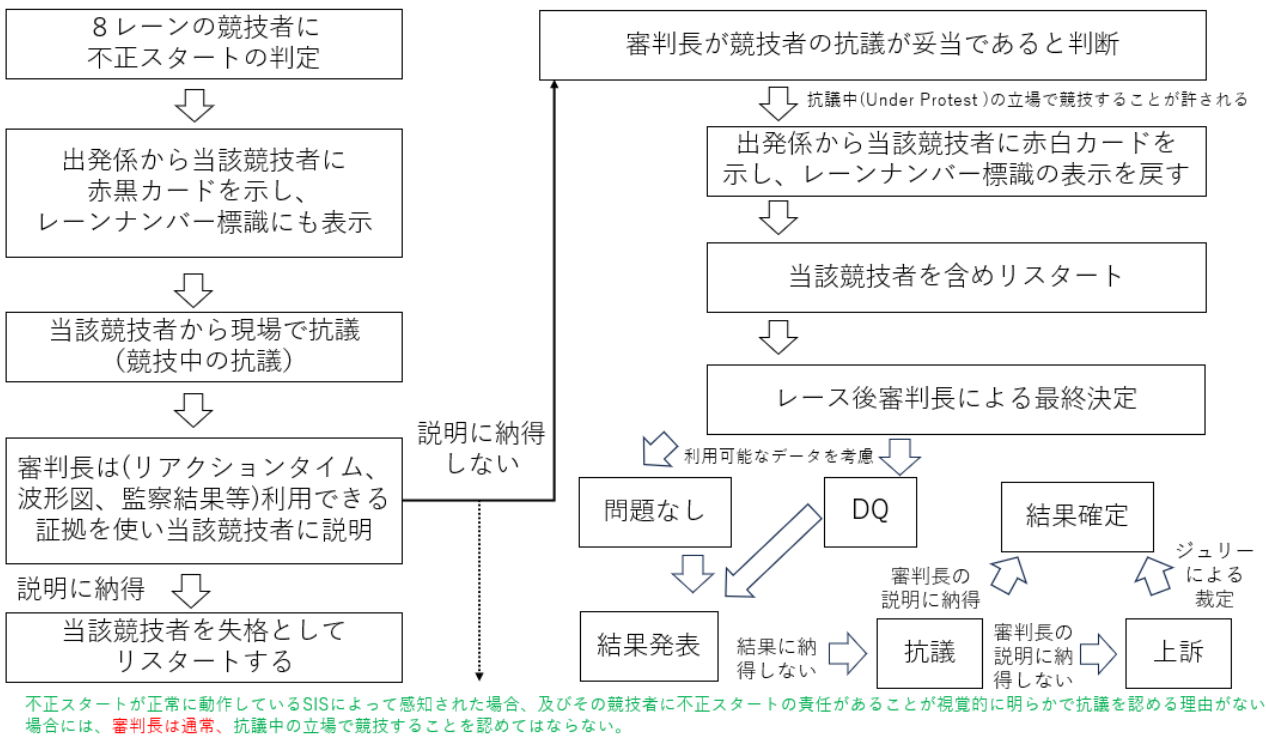 ８レーンの競技者に
不正スタートの判定
出発係から当該競技者に
赤黒カードを示し、
レーンナンバー標識にも表示
当該競技者から現場で抗議
(競技中の抗議)
審判長は(リアクションタイム、
波形図、監察結果等)利用できる
証拠を使い当該競技者に説明
説明に納得
当該競技者を失格として
リスタートする
説明に納得
しない
審判長が競技者の抗議が妥当であると判断
抗議中(Under Protest )の立場で競技することが許される
出発係から当該競技者に赤白カードを
示し、レーンナンバー標識の表示を戻す
当該競技者を含めリスタート
レース後審判長による最終決定
利用可能なデータを考慮
問題なし
DQ
結果発表
結果に納
得しない
抗議
審判長の
説明に納得
審判長の
説明に納
得しない
上訴
ジュリー
による
裁定
結果確定
不正スタートが正常に動作しているSISによって感知された場合、及びその競技者に不正スタートの責任があることが視覚的に明らかで抗議を認める理由がない
場合には、審判長は通常、抗議中の立場で競技することを認めてはならない。